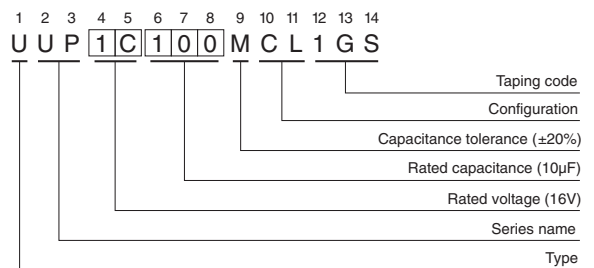 1 2 3 4 5 6 7 8 9 10 11 12 13 14
U U P 1 C 1 0 0 M C L 1 G S
Taping code
Configuration
Capacitance tolerance (±20%)
Rated capacitance (10µF)
Rated voltage (16V)
Series name
Type